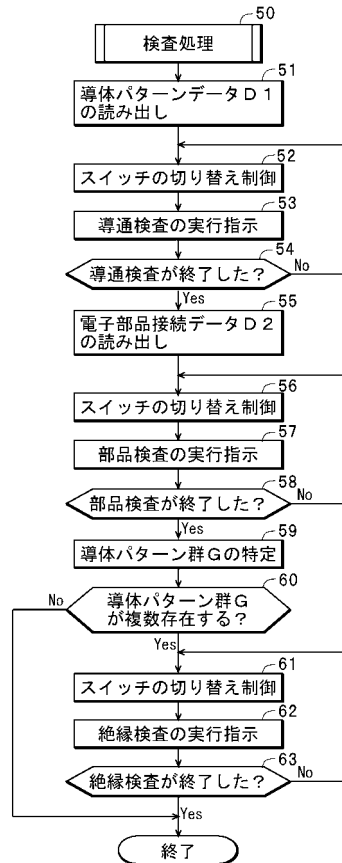 50
検査処理
51
導体パターンデータD1
の読み出し
52
スイッチの切り替え制御
53
導通検査の実行指示
54
導通検査が終了した?
No
Yes
55
電子部品接続データD2
の読み出し
56
スイッチの切り替え制御
57
部品検査の実行指示
58
部品検査が終了した?
No
Yes
59
導体パターン群Gの特定
60
No
導体パターン群G
が複数存在する?
Yes
61
スイッチの切り替え制御
62
絶縁検査の実行指示
63
絶縁検査が終了した?
No
Yes
終了